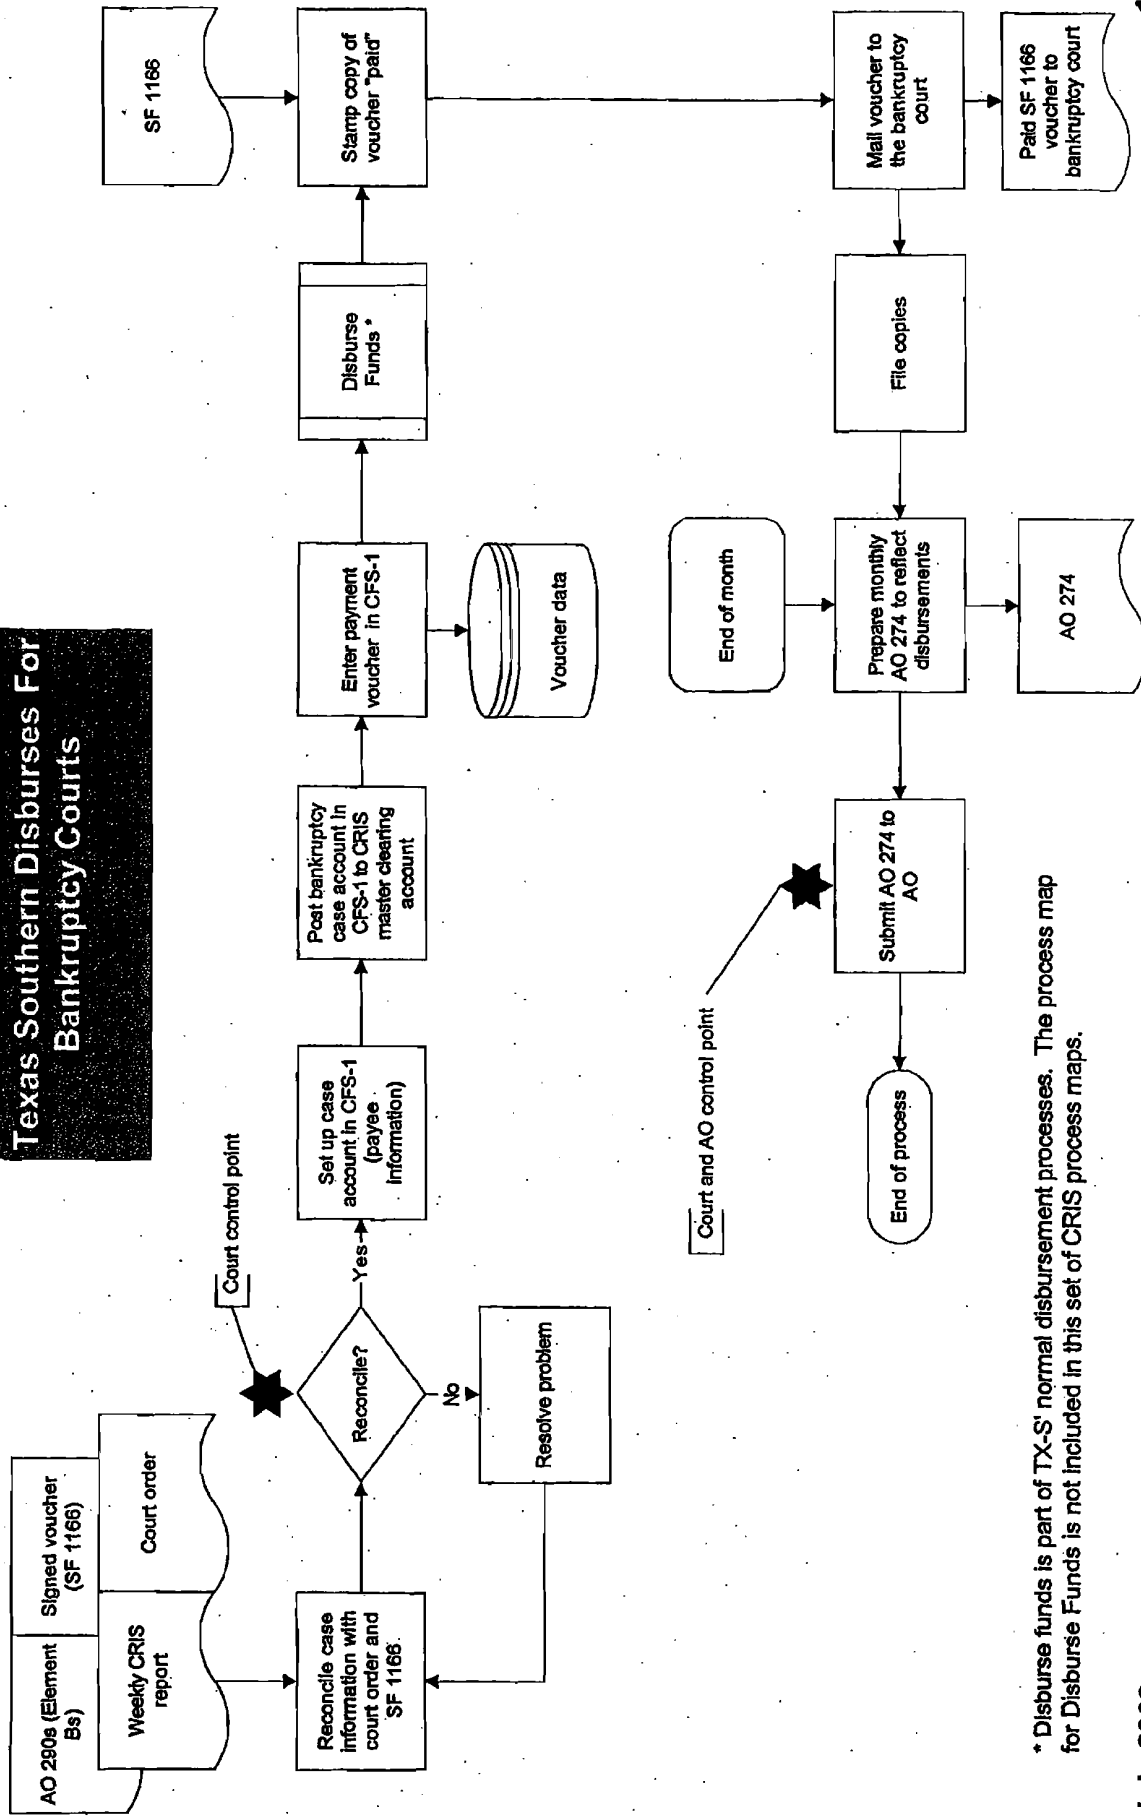 Texas Southern Disburses For
Bankruptcy Courts
AO 290s (Element
Bs)
Signed voucher
(SF 1166)
Weekly CRIS
report
Court order
Reconcile case
information with
court order and
SF 1166.
Court control point
Reconcile?
Yes
No
Resolve problem
Set up case
account in CFS-1
(payee
information)
Post bankruptcy
case account in
CFS-1 to CRIS
master clearing
account
Enter payment
voucher in CFS-1
Voucher data
Disburse
Funds *
SF 1166
Stamp copy of
voucher "paid"
Mail voucher to
the bankruptcy
court
Paid SF 1166
voucher to
bankruptcy court
File copies
End of month
Prepare monthly
AO 274 to reflect
disbursements
AO 274
Court and AO control point
Submit AO 274 to
AO
End of process
* Disburse funds is part of TX-S' normal disbursement processes. The process map
for Disburse Funds is not included in this set of CRIS process maps.